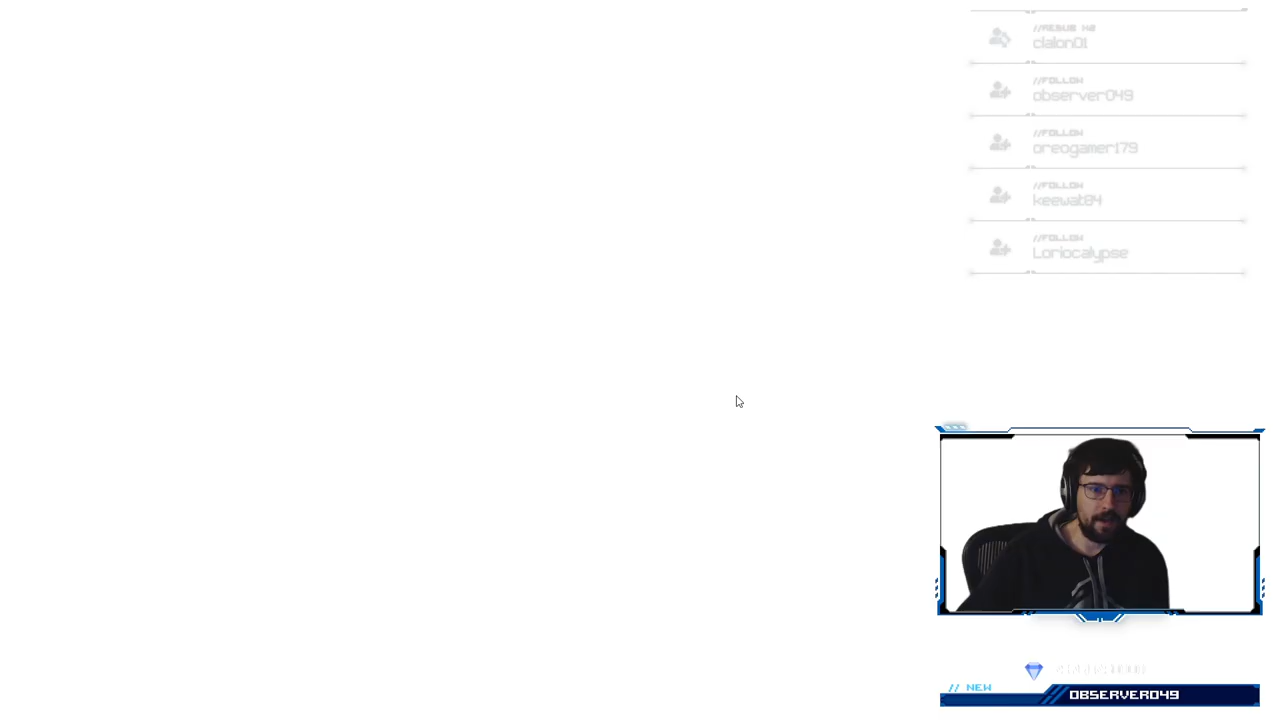 //RESUB X2
clalon01
//FOLLOW
observer049
//FOLLOW
oreogamer179
//FOLLOW
keewat84
//FOLLOW
Loriocalypse
// NEW
OBSERVER049